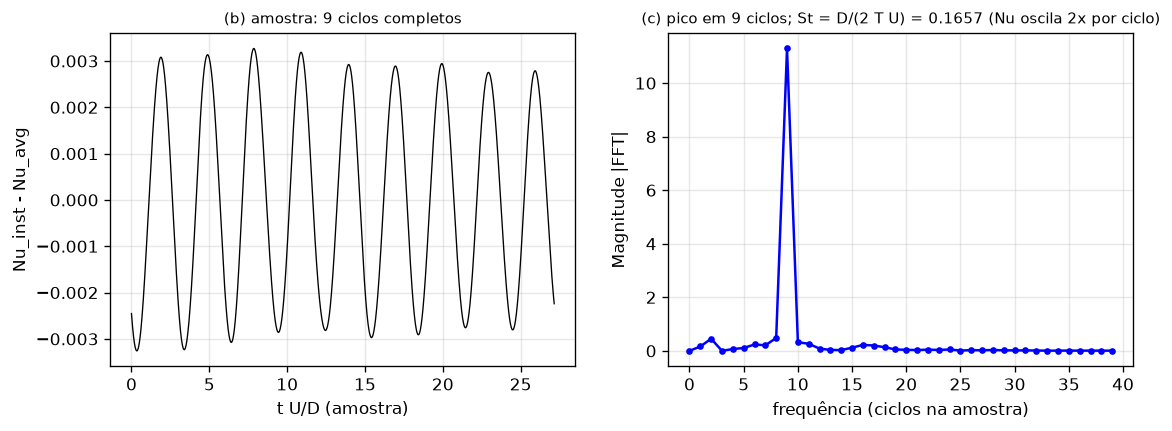 (b) amostra: 9 ciclos completos
Nu_inst - Nu_avg
0.003
0.002
0.001
0.000
−0.001
−0.002
−0.003
0 5 10 15 20 25
t U/D (amostra)
(c) pico em 9 ciclos; St = D/(2 T U) = 0.1657 (Nu oscila 2x por ciclo)
Magnitude |FFT|
10
8
6
4
2
0
0 5 10 15 20 25 30 35 40
frequência (ciclos na amostra)